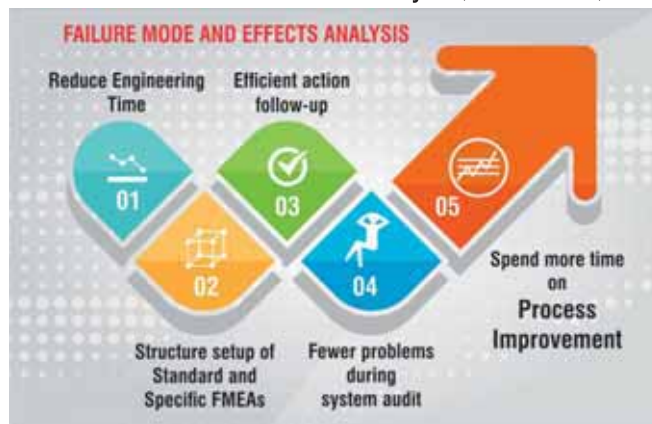 FAILURE MODE AND EFFECTS ANALYSIS
Reduce Engineering
Time
01
Structure setup of
Standard and
Specific FMEAs
02
Efficient action
follow-up
03
Fewer problems
during
system audit
04
05
Spend more time
on
Process
Improvement